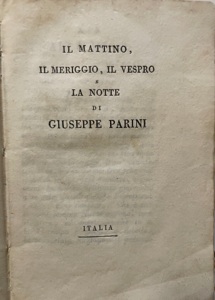 IL MATTINO,
IL MERIGGIO, IL VESPRO
E
LA NOTTE
DI
GIUSEPPE PARINI
ITALIA